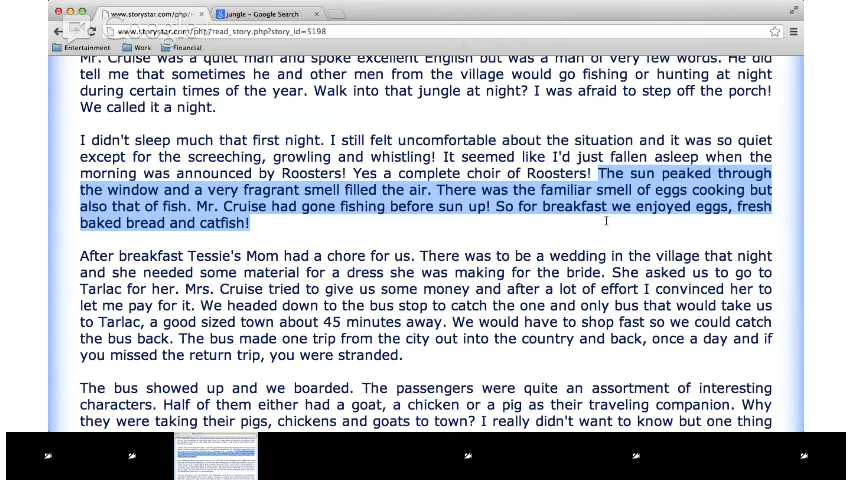 www.storystar.com/php/r
jungle - Google Search
www.storystar.com/php/read_story.php?story_id=5198
Entertainment
Work
Financial
Mr. Cruise was a quiet man and spoke excellent English but was a man of very few words. He did
tell me that sometimes he and other men from the village would go fishing or hunting at night
during certain times of the year. Walk into that jungle at night? I was afraid to step off the porch!
We called it a night.
I didn't sleep much that first night. I still felt uncomfortable about the situation and it was so quiet
except for the screeching, growling and whistling! It seemed like I'd just fallen asleep when the
morning was announced by Roosters! Yes a complete choir of Roosters! The sun peaked through
the window and a very fragrant smell filled the air. There was the familiar smell of eggs cooking but
also that of fish. Mr. Cruise had gone fishing before sun up! So for breakfast we enjoyed eggs, fresh
baked bread and catfish!
After breakfast Tessie's Mom had a chore for us. There was to be a wedding in the village that night
and she needed some material for a dress she was making for the bride. She asked us to go to
Tarlac for her. Mrs. Cruise tried to give us some money and after a lot of effort I convinced her to
let me pay for it. We headed down to the bus stop to catch the one and only bus that would take us
to Tarlac, a good sized town about 45 minutes away. We would have to shop fast so we could catch
the bus back. The bus made one trip from the city out into the country and back, once a day and if
you missed the return trip, you were stranded.
The bus showed up and we boarded. The passengers were quite an assortment of interesting
characters. Half of them either had a goat, a chicken or a pig as their traveling companion. Why
they were taking their pigs, chickens and goats to town? I really didn't want to know but one thing